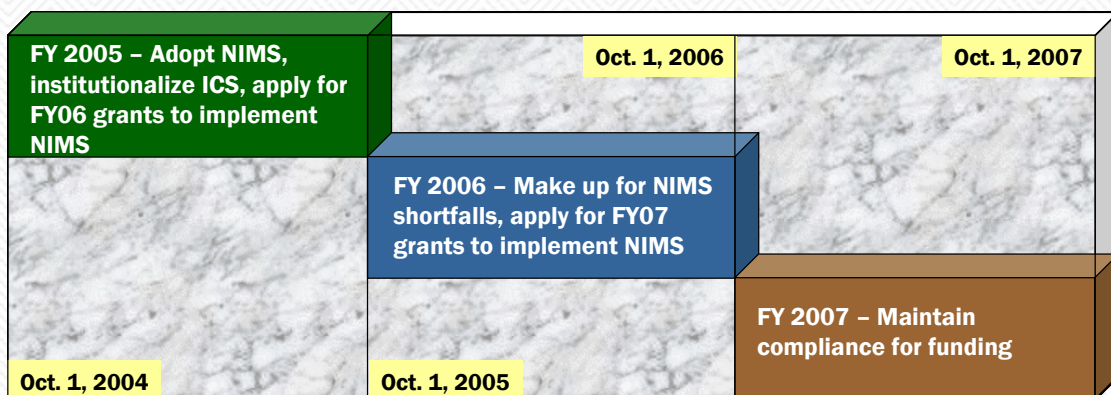 FY 2005 – Adopt NIMS,
institutionalize ICS, apply for
FY06 grants to implement
NIMS
Oct. 1, 2006
Oct. 1, 2007
FY 2006 – Make up for NIMS
shortfalls, apply for FY07
grants to implement NIMS
FY 2007 – Maintain
compliance for funding
Oct. 1, 2004
Oct. 1, 2005